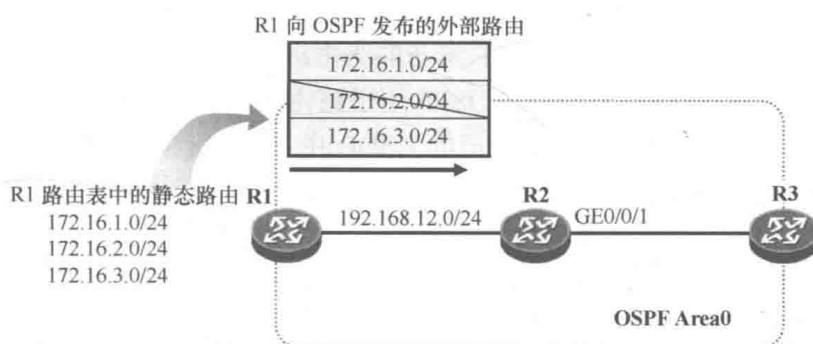 R1 向 OSPF 发布的外部路由
172.16.1.0/24
172.16.2.0/24
172.16.3.0/24
R1 路由表中的静态路由
172.16.1.0/24
172.16.2.0/24
172.16.3.0/24
R1
192.168.12.0/24
R2
GE0/0/1
R3
OSPF Area0